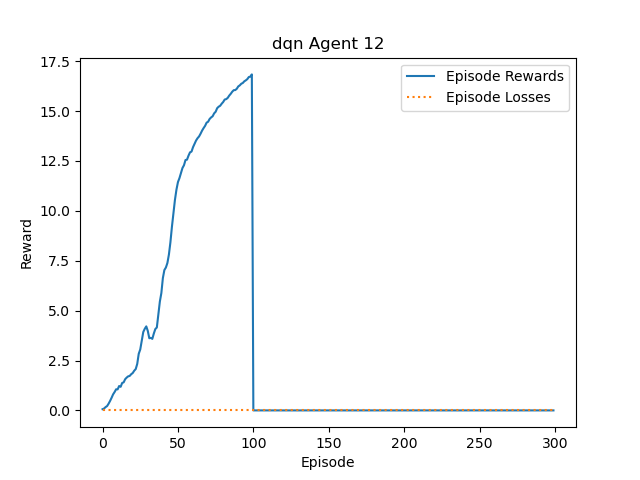 dqn Agent 12
Episode Rewards
Episode Losses
Reward
17.5
15.0
12.5
10.0
7.5
5.0
2.5
0.0
0 50 100 150 200 250 300
Episode